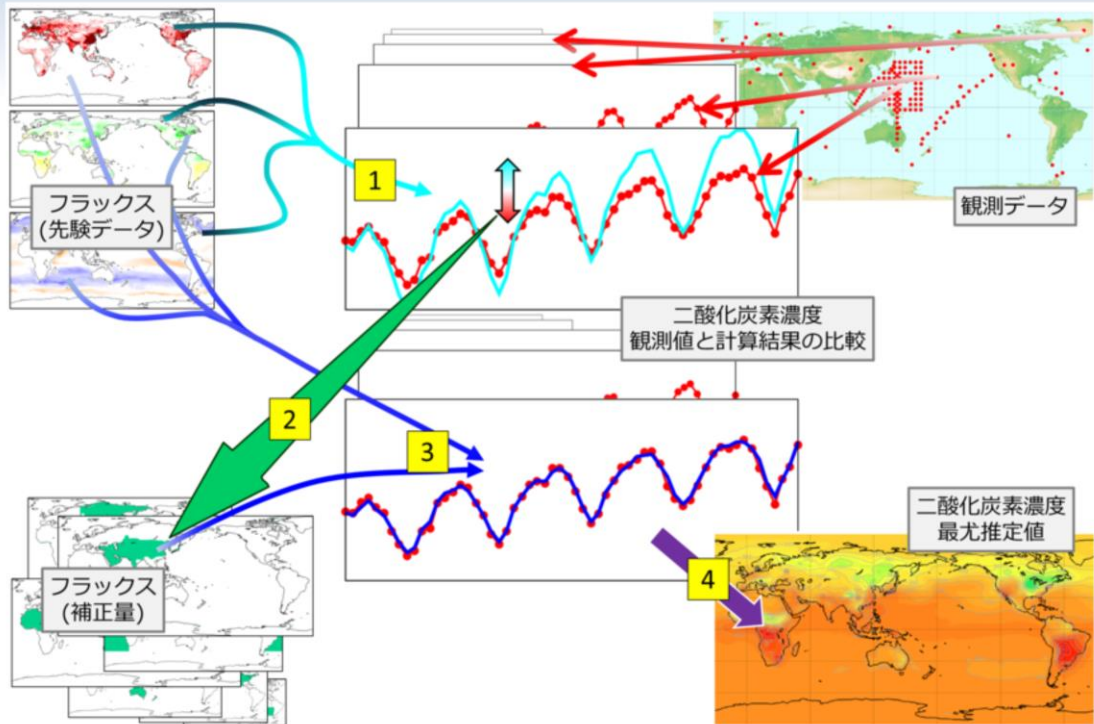 フラックス
(先験データ)
1
観測データ
二酸化炭素濃度
観測値と計算結果の比較
2
3
フラックス
(補正量)
二酸化炭素濃度
最尤推定値
4